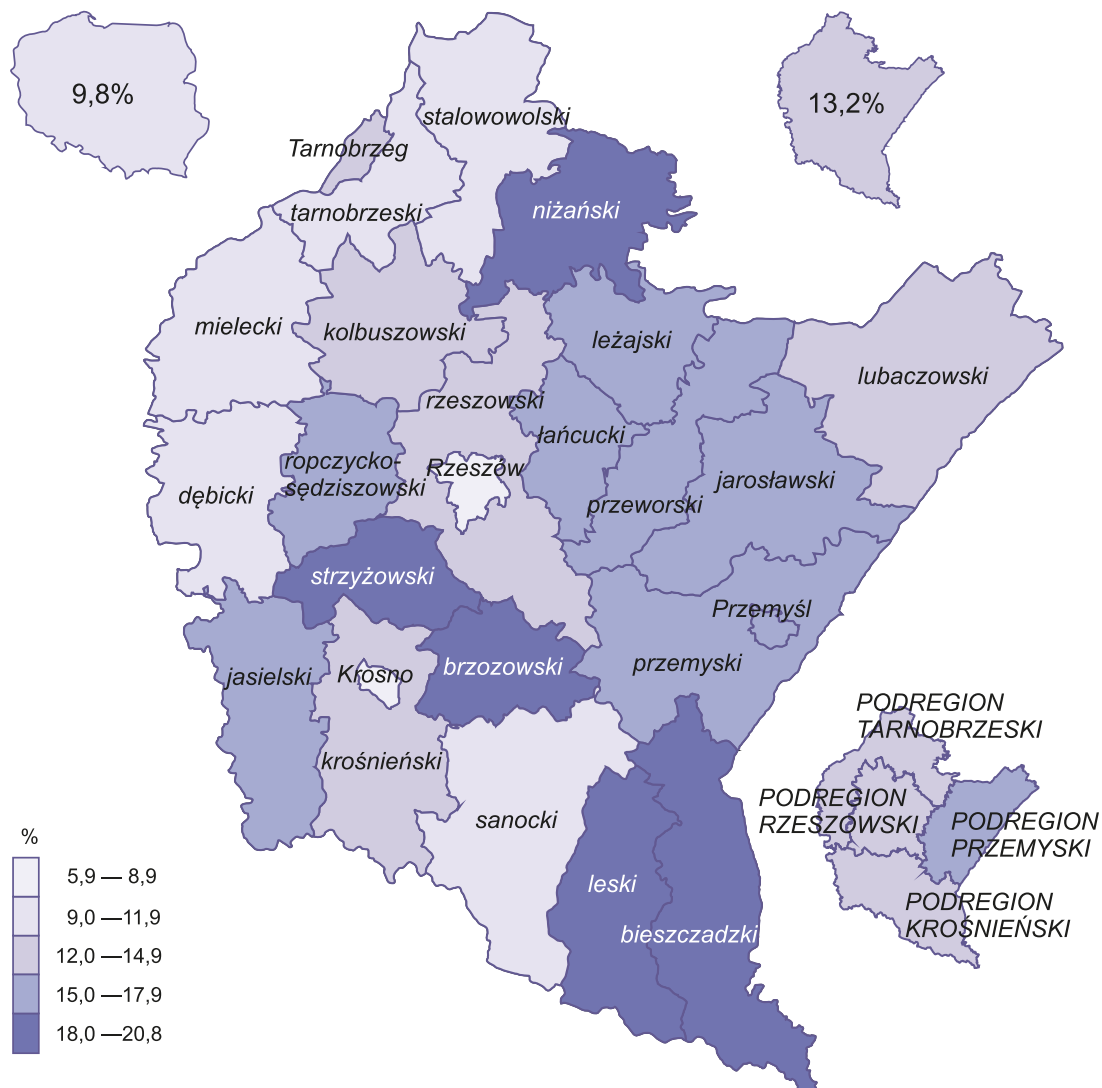 9,8%
13,2%
stalowowolski
Tarnobrzeg
tarnobrzeski
niżański
mielecki
kolbuszowski
leżajski
lubaczowski
rzeszowski
łańcucki
ropczycko-
sędziszowski
Rzeszów
dębicki
przeworski
jarosławski
strzyżowski
Przemyśl
jasielski
Krosno
brzozowski
przemyski
krośnieński
sanocki
leski
bieszczadzki
PODREGION
TARNOBRZESKI
PODREGION
RZESZOWSKI
PODREGION
PRZEMYSKI
PODREGION
KROŚNIEŃSKI
%
5,9 — 8,9
9,0 —11,9
12,0 —14,9
15,0 —17,9
18,0 —20,8